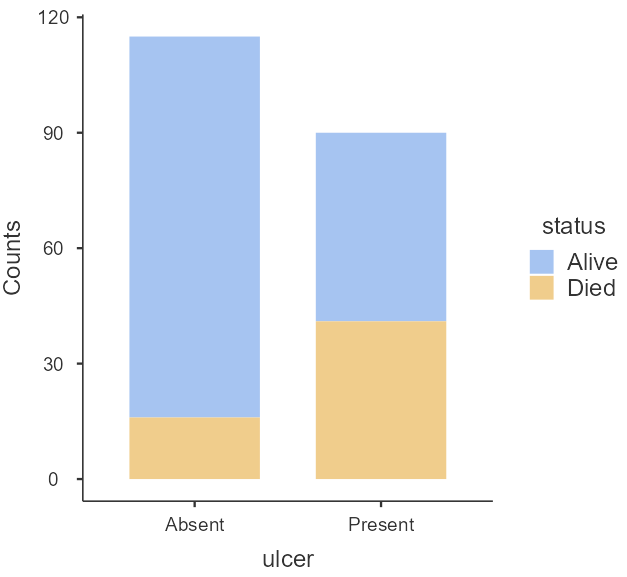 120
90
60
30
0
Counts
Absent
Present
ulcer
status
Alive
Died